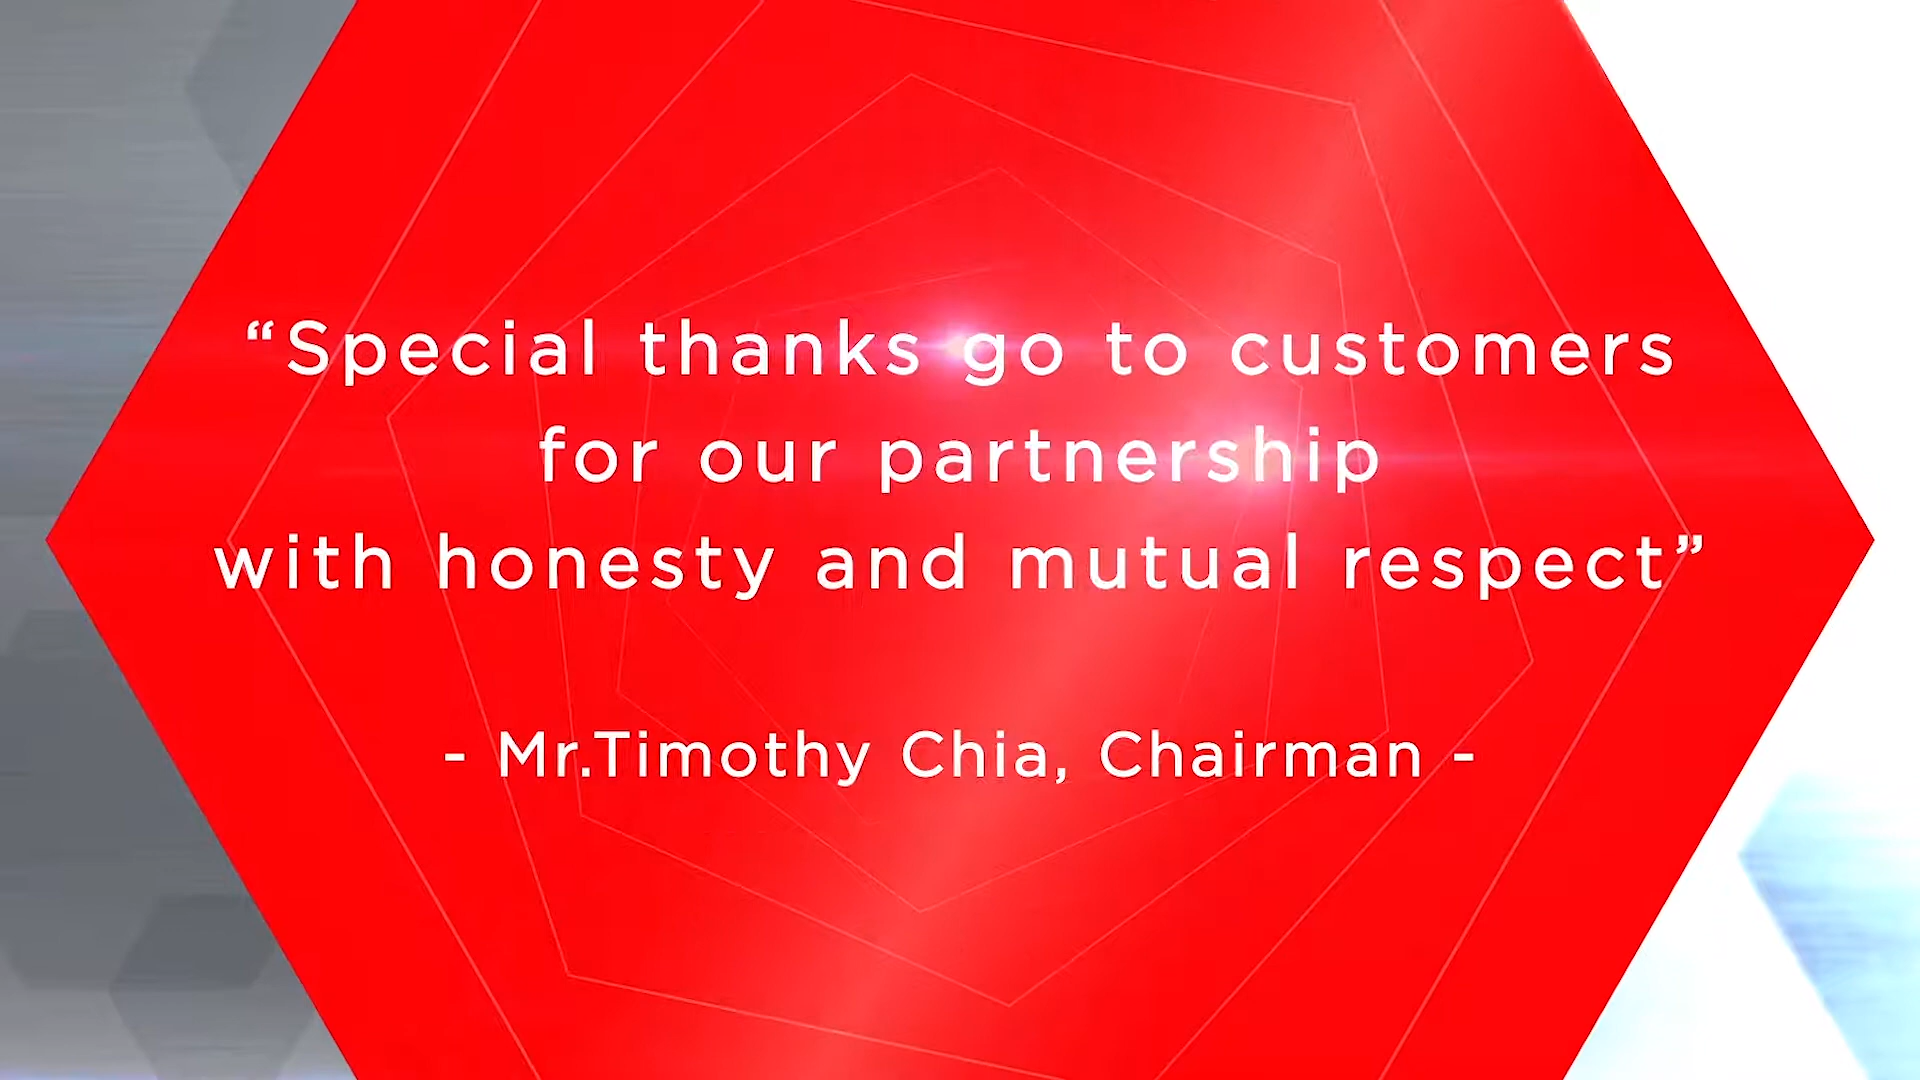 “Special thanks go to customers
for our partnership
with honesty and mutual respect”
- Mr.Timothy Chia, Chairman -